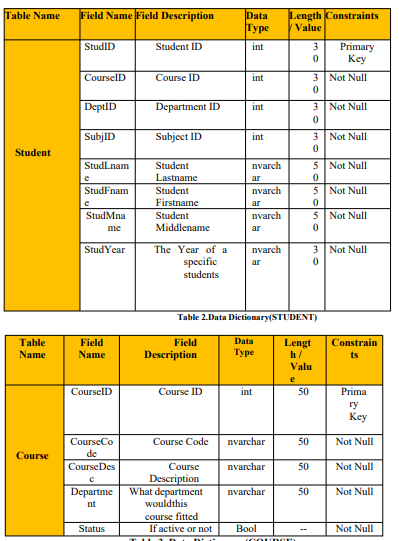 Table Name Field Name Field Description Data Type Length / Value Constraints
Student
StudID Student ID int 30 Primary Key
CourseID Course ID int 30 Not Null
DeptID Department ID int 30 Not Null
SubjID Subject ID int 30 Not Null
StudLname Student Lastname nvarchar 50 Not Null
StudFname Student Firstname nvarchar 50 Not Null
StudMname Student Middlename nvarchar 50 Not Null
StudYear The Year of a specific students nvarchar 30 Not Null
Table 2.Data Dictionary(STUDENT)
Table Name Field Name Field Description Data Type Length / Value Constraints
Course
CourseID Course ID int 50 Primary Key
CourseCode Course Code nvarchar 50 Not Null
CourseDesc Course Description nvarchar 50 Not Null
Department What department wouldthis course fitted nvarchar 50 Not Null
Status If active or not Bool -- Not Null